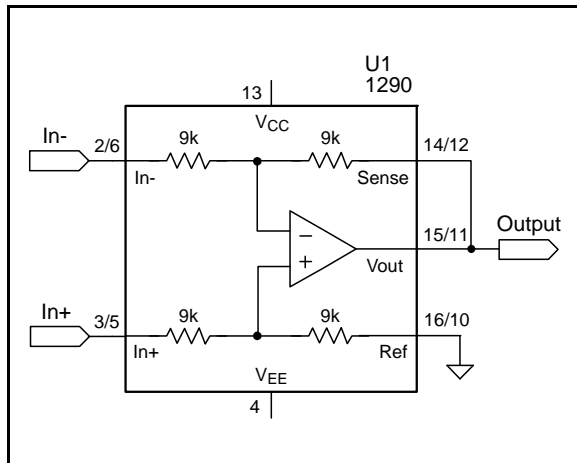 U1
1290
13
VCC
In-
2/6
9k
9k
14/12
In-
Sense
Output
15/11
Vout
In+
3/5
9k
9k
16/10
In+
Ref
VEE
4
−
+